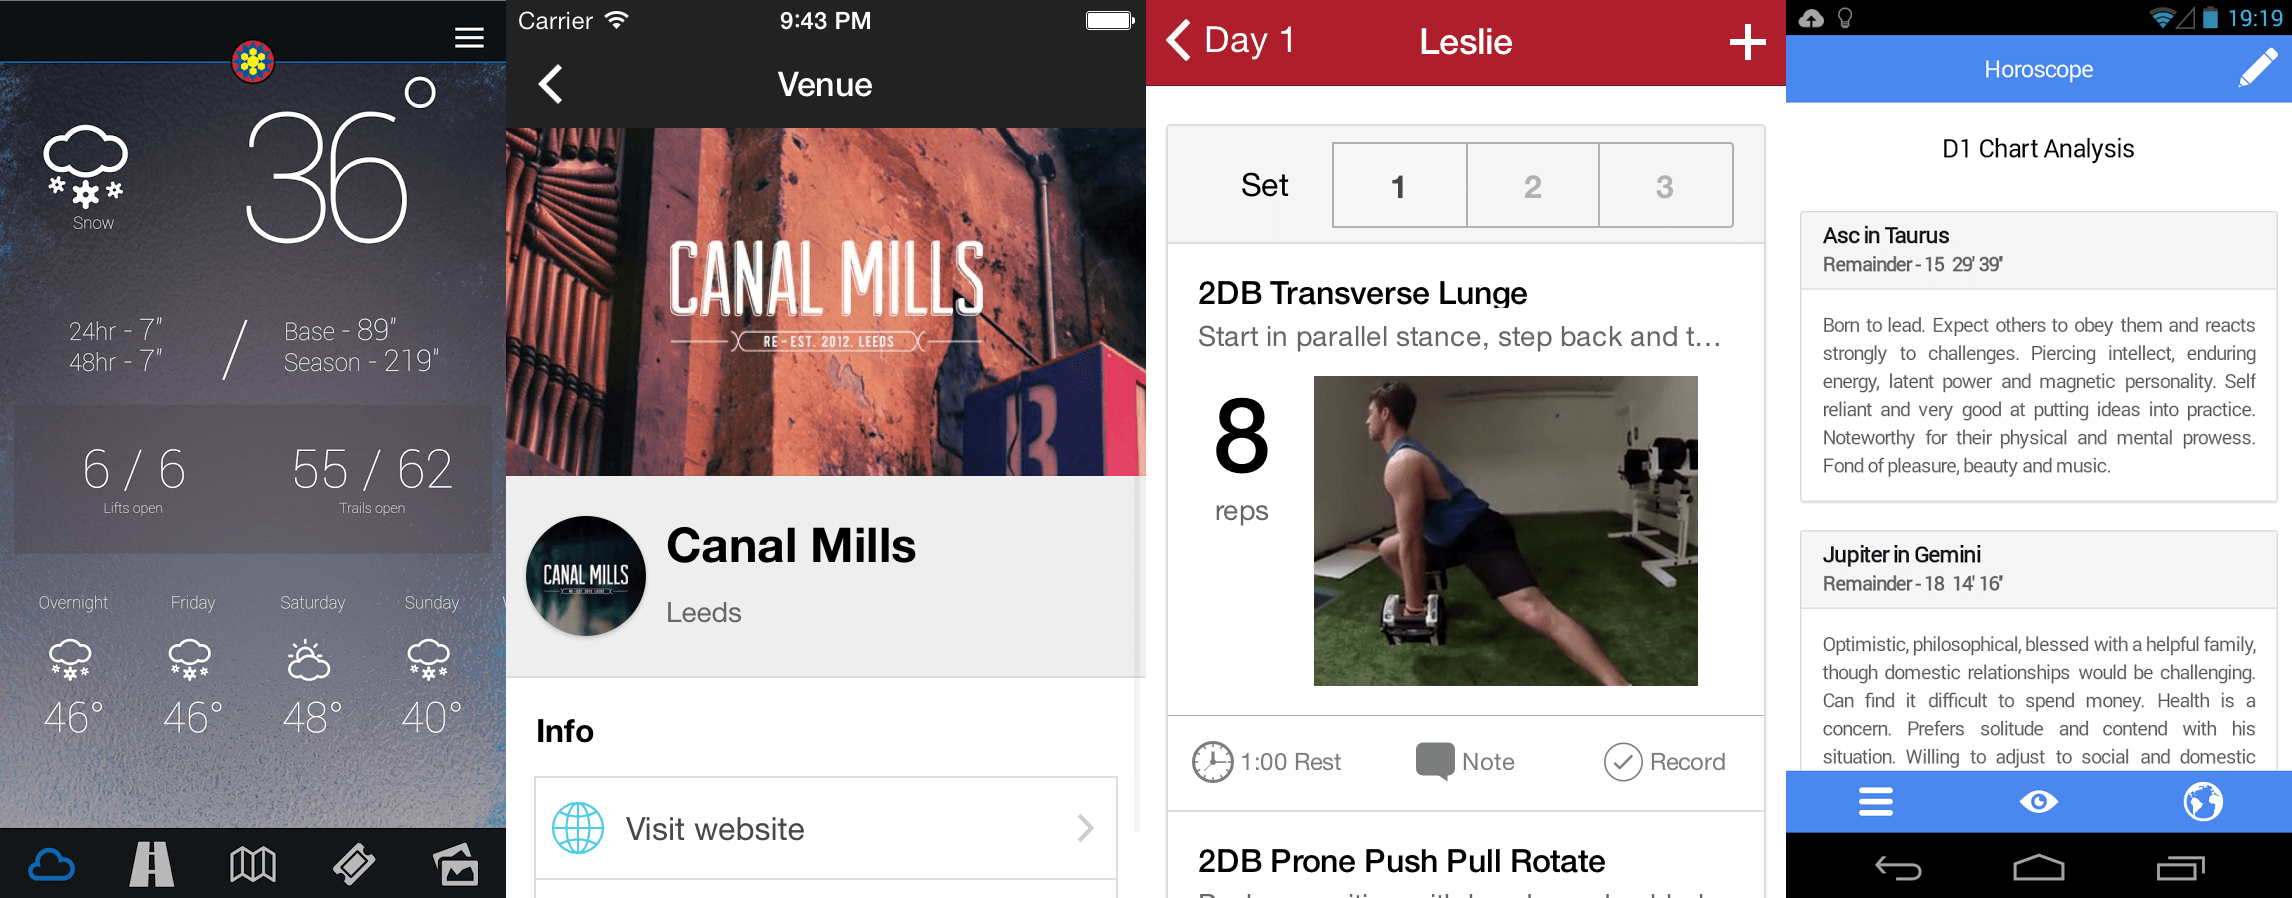 36°
Snow
24hr - 7"
48hr - 7"
Base - 89"
Season - 219"
6 / 6
Lifts open
55 / 62
Trails open
Overnight
Friday
Saturday
Sunday
46°
46°
48°
40°
Carrier
9:43 PM
Venue
CANAL MILLS
RE-EST. 2012. LEEDS
CANAL MILLS
Canal Mills
Leeds
Info
Visit website
Day 1
Leslie
Set
1
2
3
2DB Transverse Lunge
Start in parallel stance, step back and t...
8
reps
1:00 Rest
Note
Record
2DB Prone Push Pull Rotate
19:19
Horoscope
D1 Chart Analysis
Asc in Taurus
Remainder - 15 29' 39"
Born to lead. Expect others to obey them and reacts
strongly to challenges. Piercing intellect, enduring
energy, latent power and magnetic personality. Self
reliant and very good at putting ideas into practice.
Noteworthy for their physical and mental prowess.
Fond of pleasure, beauty and music.
Jupiter in Gemini
Remainder - 18 14' 16"
Optimistic, philosophical, blessed with a helpful family,
though domestic relationships would be challenging.
Can find it difficult to spend money. Health is a
concern. Prefers solitude and contend with his
situation. Willing to adjust to social and domestic